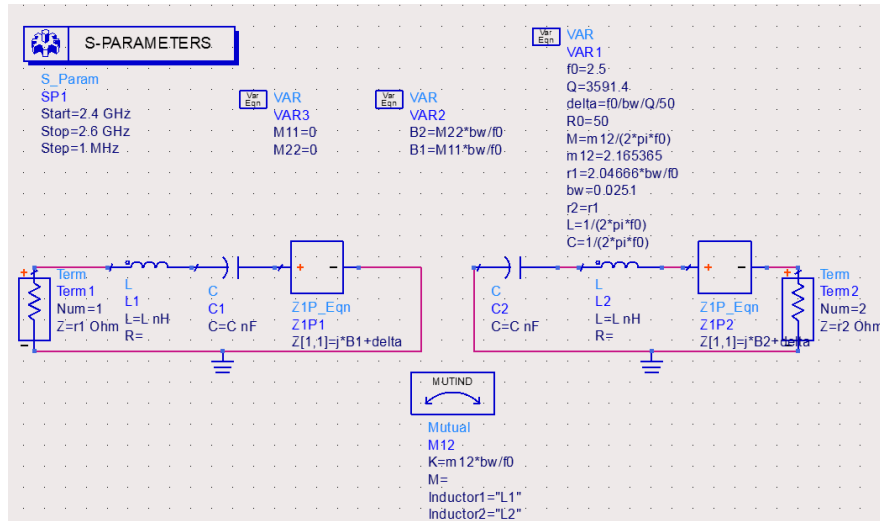 S-PARAMETERS
S_Param
SP1
Start=2.4 GHz
Stop=2.6 GHz
Step=1 MHz
Var
Eqn
VAR
VAR3
M11=0
M22=0
Var
Eqn
VAR
VAR2
B2=M22*bw/f0
B1=M11*bw/f0
Var
Eqn
VAR
VAR1
f0=2.5
Q=3591.4
delta=f0/bw/Q/50
R0=50
M=m12/(2*pi*f0)
m12=2.165365
r1=2.04666*bw/f0
bw=0.0251
r2=r1
L=1/(2*pi*f0)
C=1/(2*pi*f0)
+
-
Term
Term1
Num=1
Z=r1 Ohm
L
L1
L=L nH
R=
C
C1
C=C nF
+ -
Z1P_Eqn
Z1P1
Z[1,1]=j*B1+delta
C
C2
C=C nF
L
L2
L=L nH
R=
+ -
Z1P_Eqn
Z1P2
Z[1,1]=j*B2+delta
+
-
Term
Term2
Num=2
Z=r2 Ohm
MUTIND
Mutual
M12
K=m12*bw/f0
M=
Inductor1="L1"
Inductor2="L2"